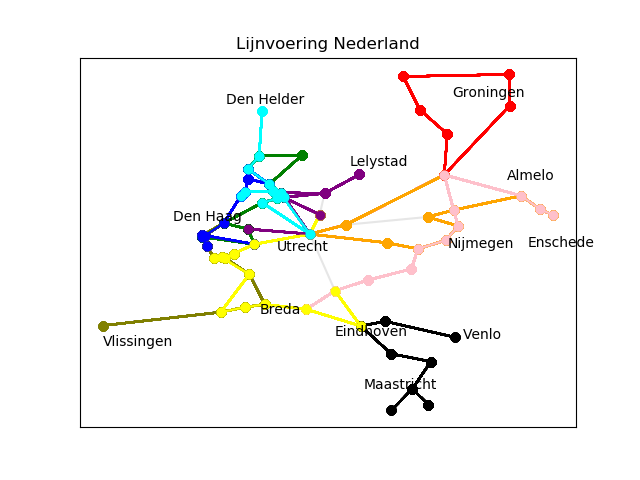 Lijnvoering Nederland
Den Helder
Groningen
Lelystad
Almelo
Den Haag
Utrecht
Nijmegen
Enschede
Breda
Eindhoven
Venlo
Vlissingen
Maastricht